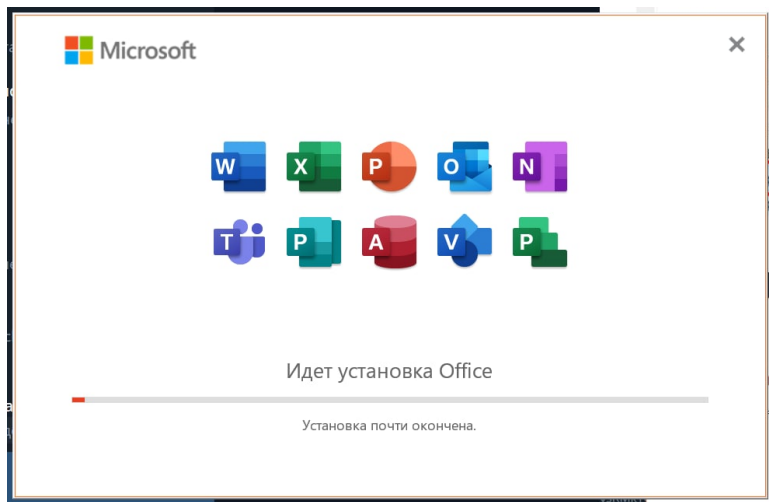 Microsoft
W X P O N
T P A V P
Идет установка Office
Установка почти окончена.